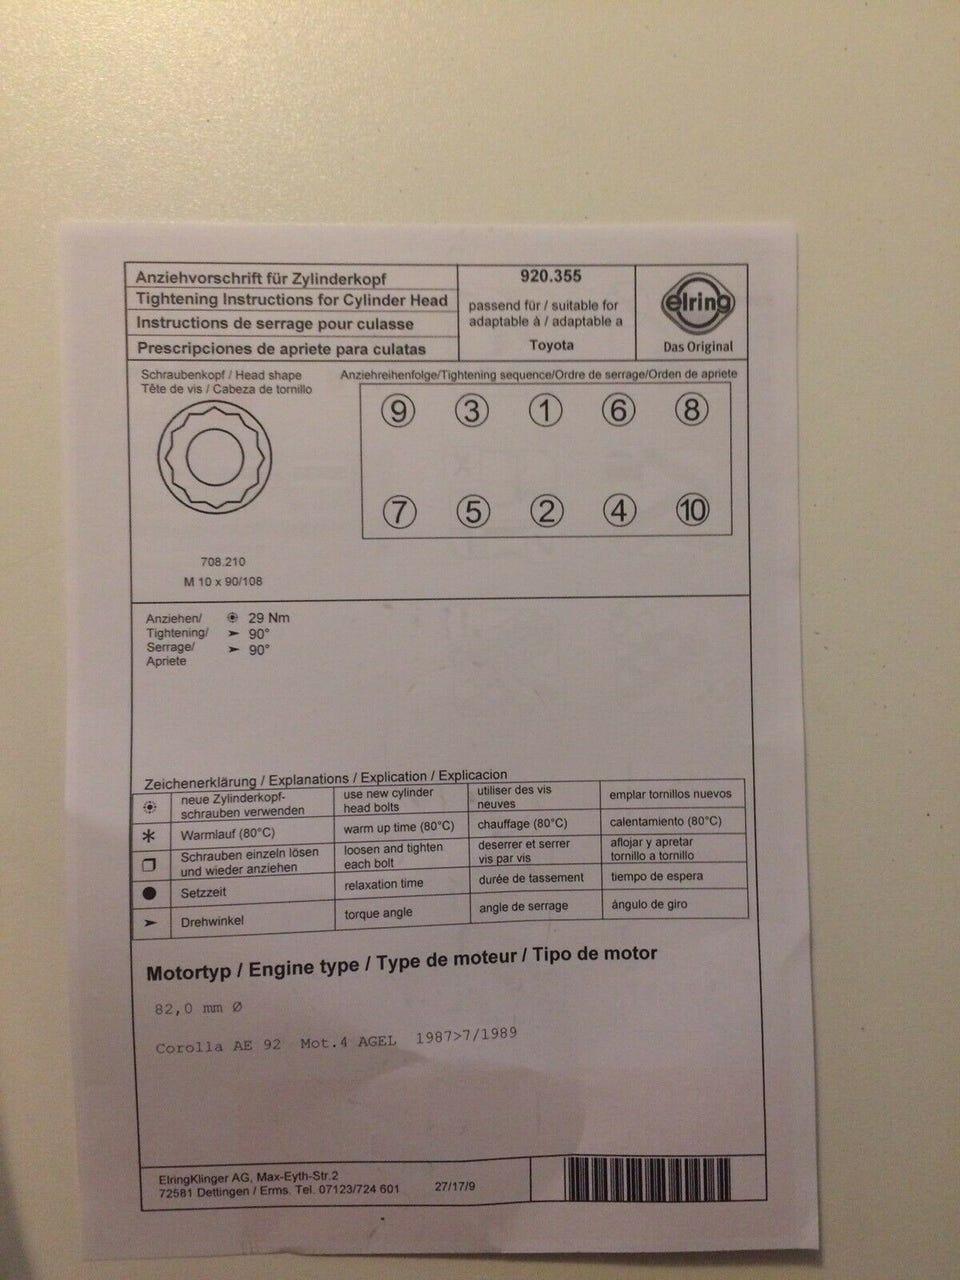 Anziehvorschrift für Zylinderkopf
Tightening Instructions for Cylinder Head
Instructions de serrage pour culasse
Prescripciones de apriete para culatas
920.355
passend für / suitable for
adaptable à / adaptable a
Toyota
elring
Das Original
Schraubenkopf / Head shape
Tête de vis / Cabeza de tornillo
Anziehreihenfolge/Tightening sequence/Ordre de serrage/Orden de apriete
9 3 1 6 8
7 5 2 4 10
708.210
M 10 x 90/108
Anziehen/
Tightening/
Serrage/
Apriete
29 Nm
➤ 90°
➤ 90°
Zeichenerklärung / Explanations / Explication / Explicacion
neue Zylinderkopf-
schrauben verwenden
use new cylinder
head bolts
utiliser des vis
neuves
emplar tornillos nuevos
Warmlauf (80°C)
warm up time (80°C)
chauffage (80°C)
calentamiento (80°C)
Schrauben einzeln lösen
und wieder anziehen
loosen and tighten
each bolt
deserrer et serrer
vis par vis
aflojar y apretar
tornillo a tornillo
Setzzeit
relaxation time
durée de tassement
tiempo de espera
Drehwinkel
torque angle
angle de serrage
ángulo de giro
Motortyp / Engine type / Type de moteur / Tipo de motor
82,0 mm Ø
Corolla AE 92 Mot.4 AGEL 1987>7/1989
ElringKlinger AG, Max-Eyth-Str.2
72581 Dettingen / Erms. Tel. 07123/724 601
27/17/9